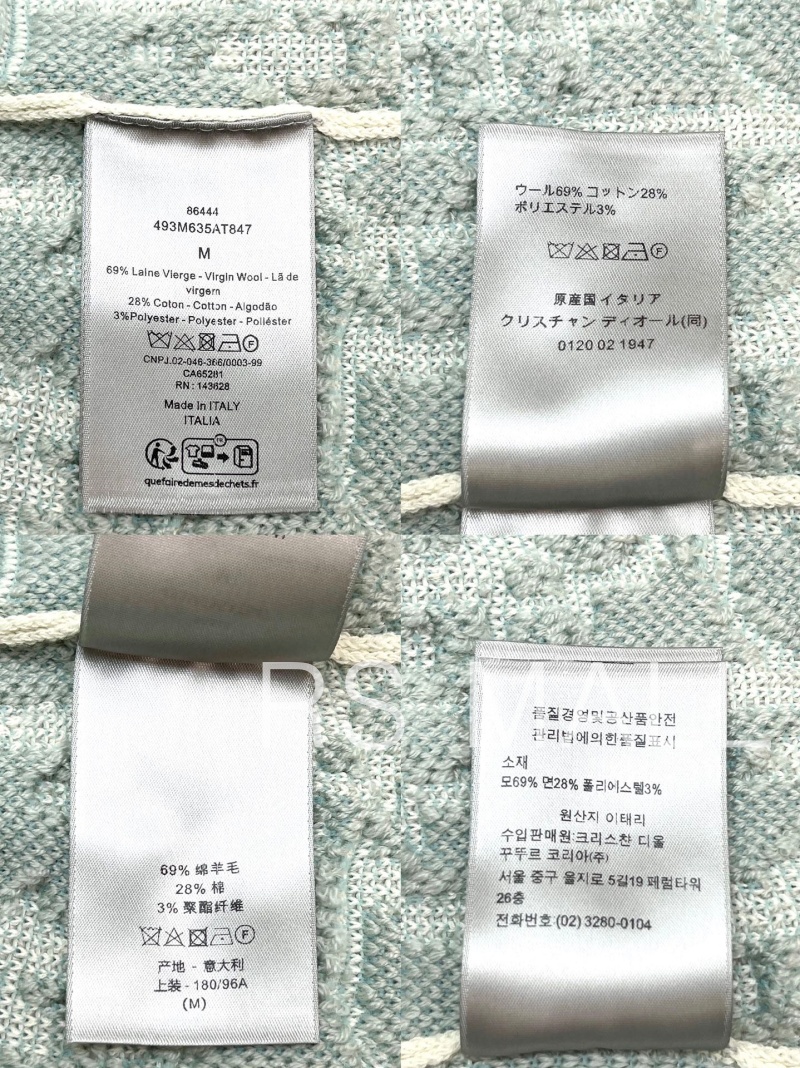 86444
493M635AT847
M
69% Laine Vierge - Virgin Wool - Lã de
virgem
28% Coton - Cotton - Algodão
3%Polyester - Polyester - Poliéster
F
CNPJ.02-046-366/0003-99
CA65281
RN : 143628
Made in ITALY
ITALIA
FR
quefairedemesdechets.fr
ウール69% コットン28%
ポリエステル3%
F
原産国イタリア
クリスチャン ディオール(同)
0120 02 1947
69% 绵羊毛
28% 棉
3% 聚酯纤维
F
产地 - 意大利
上装 - 180/96A
(M)
품질경영및공산품안전
관리법에의한품질표시
소재
모69% 면28% 폴리에스텔3%
원산지 이태리
수입판매원:크리스챤 디올
꾸뚜르 코리아(주)
서울 중구 을지로 5길19 페럼타워
26층
전화번호:(02) 3280-0104
RS MALL